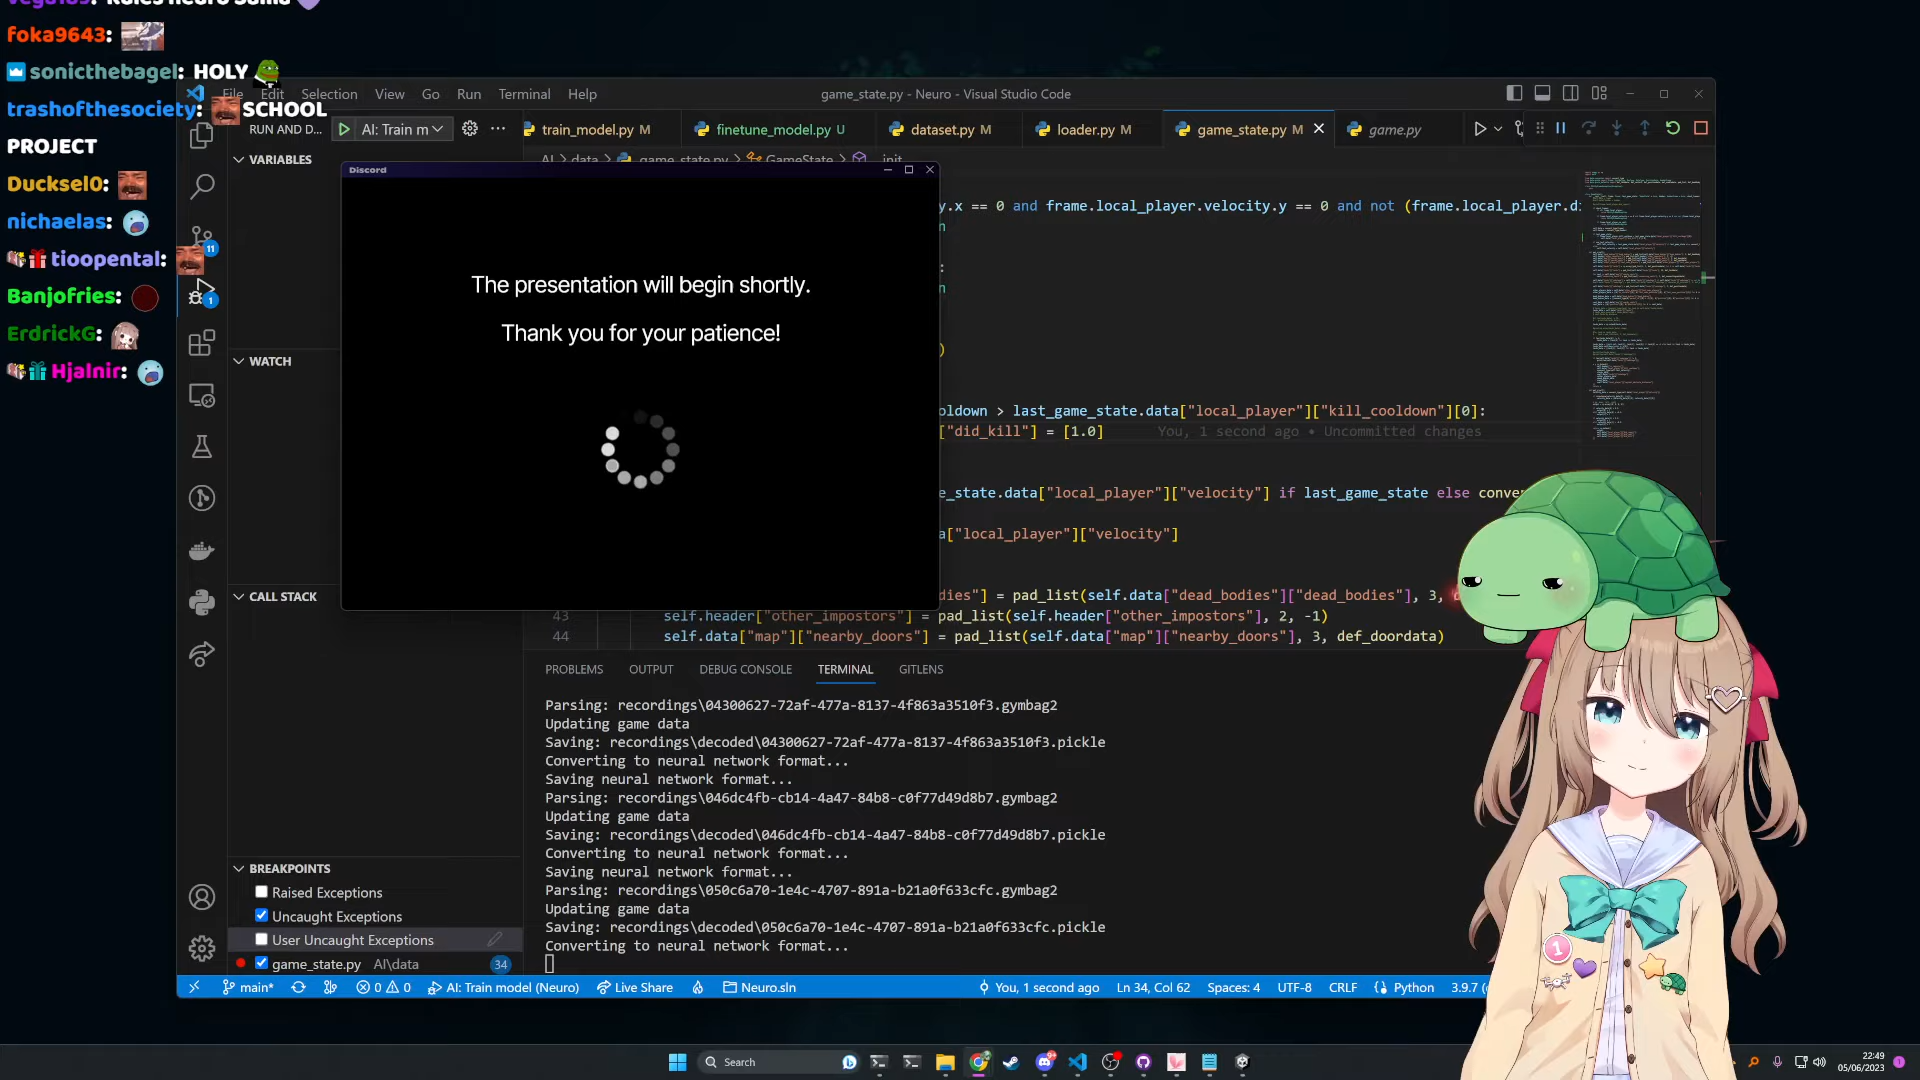 foka9643:
sonicthebagel: HOLY
trashofthesociety: SCHOOL
PROJECT
Ducksel0:
nichaelas:
tioopental:
Banjofries:
ErdrickG:
Hjalnir:
File Edit Selection View Go Run Terminal Help
game_state.py - Neuro - Visual Studio Code
RUN AND D...
AI: Train m
train_model.py M
finetune_model.py U
dataset.py M
loader.py M
game_state.py M
game.py
VARIABLES
WATCH
CALL STACK
Discord
The presentation will begin shortly.
Thank you for your patience!
y.x == 0 and frame.local_player.velocity.y == 0 and not (frame.local_player.di
n
:
n
)
oldown > last_game_state.data["local_player"]["kill_cooldown"][0]:
["did_kill"] = [1.0] You, 1 second ago • Uncommitted changes
e_state.data["local_player"]["velocity"] if last_game_state else conve
a["local_player"]["velocity"]
dies"] = pad_list(self.data["dead_bodies"]["dead_bodies"], 3,
43 self.header["other_impostors"] = pad_list(self.header["other_impostors"], 2, -1)
44 self.data["map"]["nearby_doors"] = pad_list(self.data["map"]["nearby_doors"], 3, def_doordata)
PROBLEMS OUTPUT DEBUG CONSOLE TERMINAL GITLENS
Parsing: recordings\04300627-72af-477a-8137-4f863a3510f3.gymbag2
Updating game data
Saving: recordings\decoded\04300627-72af-477a-8137-4f863a3510f3.pickle
Converting to neural network format...
Saving neural network format...
Parsing: recordings\046dc4fb-cb14-4a47-84b8-c0f77d49d8b7.gymbag2
Updating game data
Saving: recordings\decoded\046dc4fb-cb14-4a47-84b8-c0f77d49d8b7.pickle
Converting to neural network format...
Saving neural network format...
Parsing: recordings\050c6a70-1e4c-4707-891a-b21a0f633cfc.gymbag2
Updating game data
Saving: recordings\decoded\050c6a70-1e4c-4707-891a-b21a0f633cfc.pickle
Converting to neural network format...
BREAKPOINTS
Raised Exceptions
Uncaught Exceptions
User Uncaught Exceptions
game_state.py AI\data 34
main* 0 0 AI: Train model (Neuro) Live Share Neuro.sln You, 1 second ago Ln 34, Col 62 Spaces: 4 UTF-8 CRLF Python 3.9.7
11
1
1
Search
22:49
05/06/2023